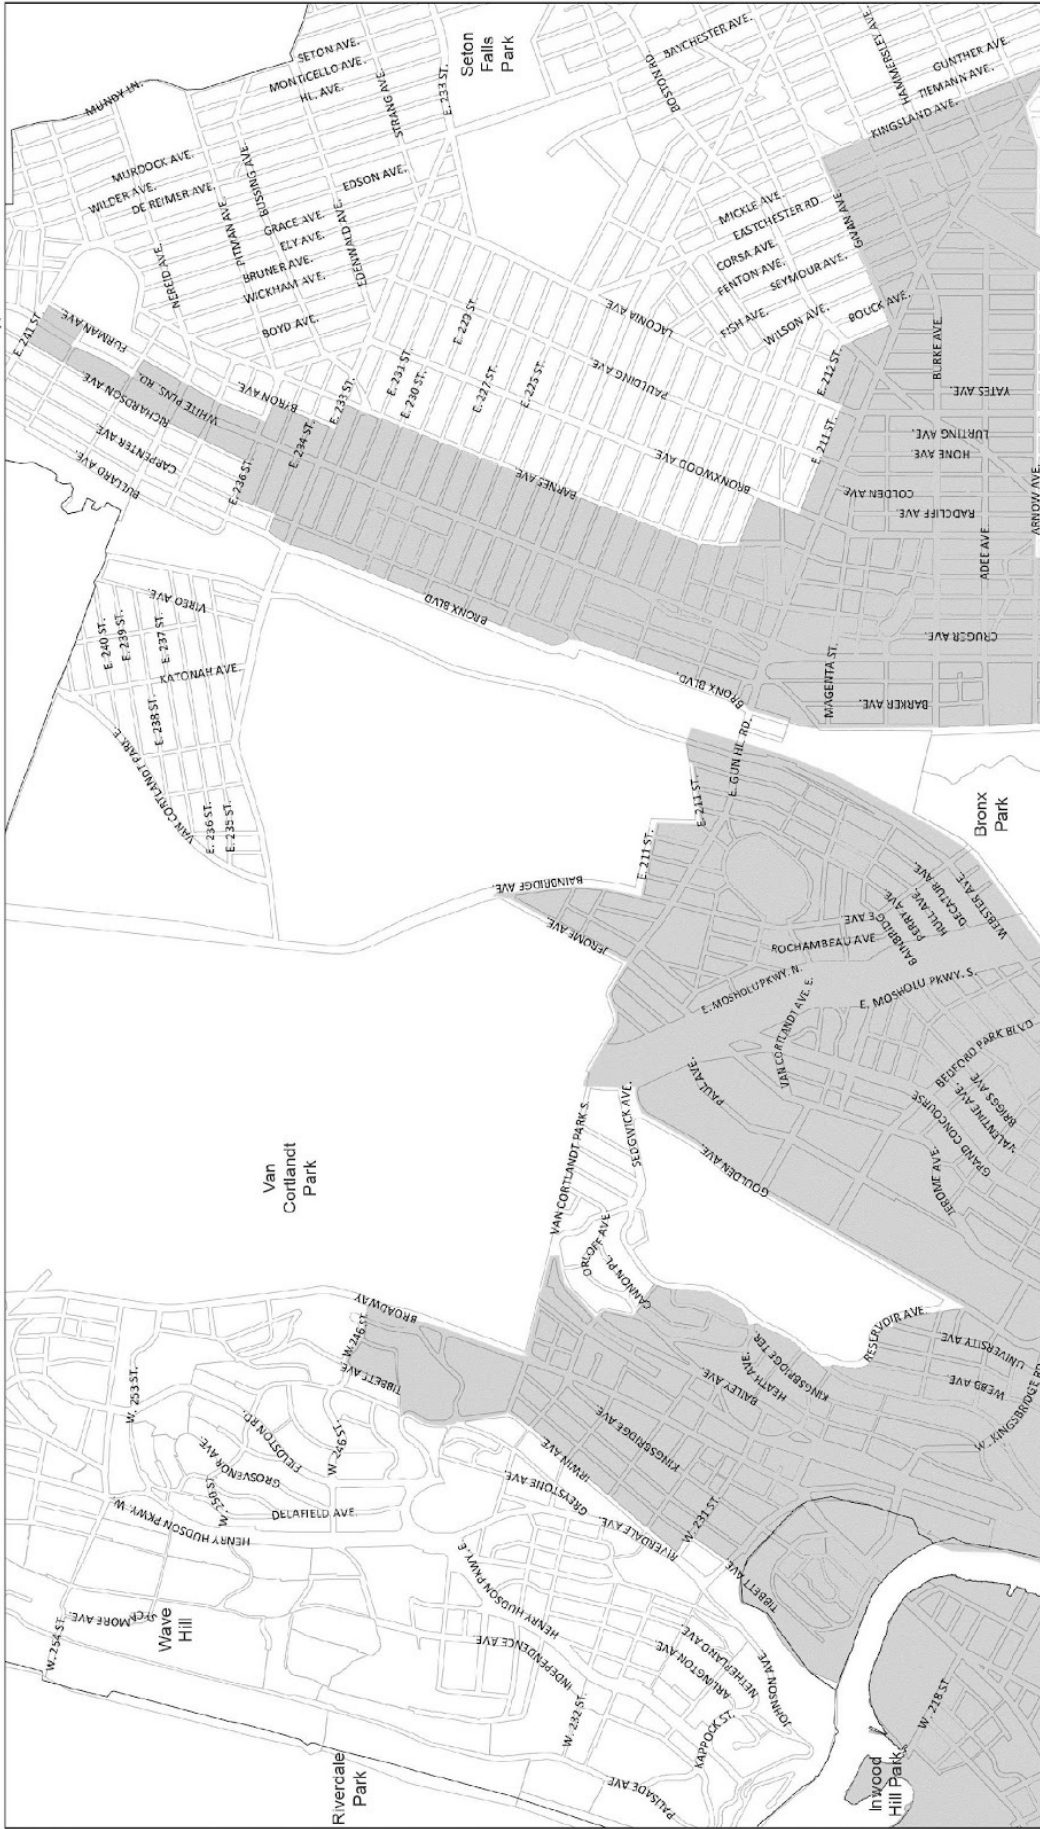 MUNDY LN.
SETON AVE.
MONTICELLO AVE.
HL. AVE.
STRANG AVE.
E. 233 ST.
Seton
Falls
Park
BOSTON RD
BAYCHESTER AVE.
HAMMERSLEY AVE.
GUNTHER AVE.
TIEMANN AVE.
KINGSLAND AVE.
MURDOCK AVE.
WILDER AVE.
DE REIMER AVE.
BUSSING AVE.
PITMAN AVE.
NEREID AVE.
EDSON AVE.
GRACE AVE.
ELY AVE.
BRUNER AVE.
WICKHAM AVE.
EDENWALD AVE.
BOYD AVE.
MICKLE AVE.
EASTCHESTER RD.
CORSA AVE.
FENTON AVE.
SEYMOUR AVE.
FISH AVE.
WILSON AVE.
GIVAN AVE.
BOUCK AVE.
LACONIA AVE.
PAULDING AVE.
BRONXWOOD AVE.
BARNES AVE
E. 229 ST.
E. 231 ST.
E. 230 ST.
E. 227 ST.
E. 225 ST.
E. 212 ST.
E. 211 ST.
BURKE AVE.
YATES AVE.
LURTING AVE.
HONE AVE.
COLDEN AVE.
RADCLIFF AVE.
ADEE AVE.
ARNOW AVE.
CRUGER AVE.
BARKER AVE.
MAGENTA ST.
E. 241 ST.
FURMAN AVE.
WHITE PLNS. RD.
RICHARDSON AVE.
CARPENTER AVE.
BULLARD AVE.
BYRON AVE.
E. 233 ST.
E. 234 ST.
E. 236 ST.
BRONX BLVD
BRONX BLVD.
VIREO AVE.
E. 240 ST.
E. 239 ST.
E. 237 ST.
KATONAH AVE.
E. 238 ST.
VAN CORTLANDT PARK E.
E. 236 ST.
E. 235 ST.
E. GUN HL. RD.
E. 211 ST.
E. 211 ST.
Bronx
Park
BAINBRIDGE AVE.
JEROME AVE.
ROCHAMBEAU AVE.
PERRY AVE.
HULL AVE.
DECATUR AVE.
WEBSTER AVE.
E. MOSHOLU PKWY. N.
E. MOSHOLU PKWY. S.
VAN CORTLANDT AVE. E.
PAUL AVE.
BEDFORD PARK BLVD
BRIGGS AVE.
VALENTINE AVE.
GRAND CONCOURSE
JEROME AVE.
GOULDEN AVE.
Van
Cortlandt
Park
VAN CORTLANDT PARK S.
SEDGWICK AVE.
ORLOFF AVE.
CANNON PL.
BROADWAY
W. 246 ST.
TIBBETT AVE.
RESERVOIR AVE.
UNIVERSITY AVE
WEBB AVE
W. KINGSBRIDGE RD.
KINGSBRIDGE TER.
HEATH AVE.
BAILEY AVE.
KINGSBRIDGE AVE.
IRWIN AVE.
GREYSTONE AVE.
RIVERDALE AVE.
W. 231 ST.
TIBBETT AVE.
TIBBETT AVE
W. 253 ST.
FIELDSTON RD.
GROSVENOR AVE.
W. 250 ST.
W. 246 ST.
DELAFIELD AVE.
HENRY HUDSON PKWY. W.
HENRY HUDSON PKWY. E.
SYCAMORE AVE.
W. 254 ST.
Wave
Hill
INDEPENDENCE AVE
W. 232 ST.
ARLINGTON AVE.
NETHERLAND AVE.
JOHNSON AVE.
KAPPOCK ST.
PALISADE AVE
Riverdale
Park
W. 218 ST.
Inwood
Hill Park